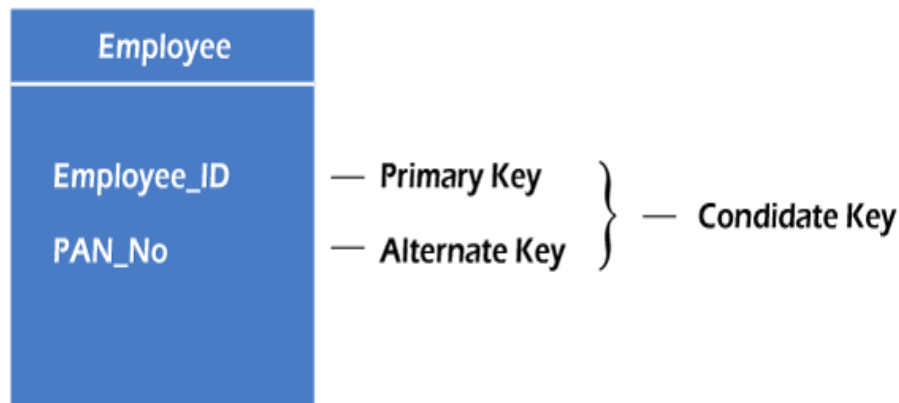 Employee
Employee_ID — Primary Key
PAN_No — Alternate Key
— Condidate Key